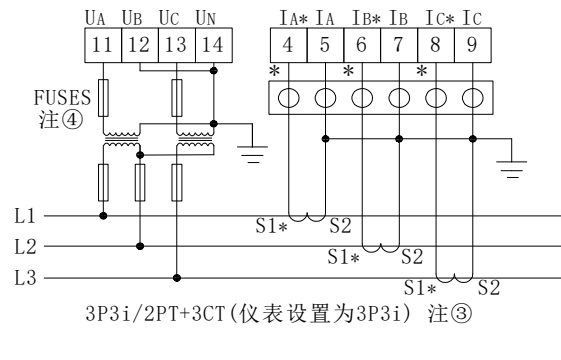 UA UB UC UN IA* IA IB* IB IC* IC
11 12 13 14 4 5 6 7 8 9
* * *
FUSES
注④
L1 S1* S2
L2 S1* S2
L3 S1* S2
3P3i/2PT+3CT(仪表设置为3P3i) 注③